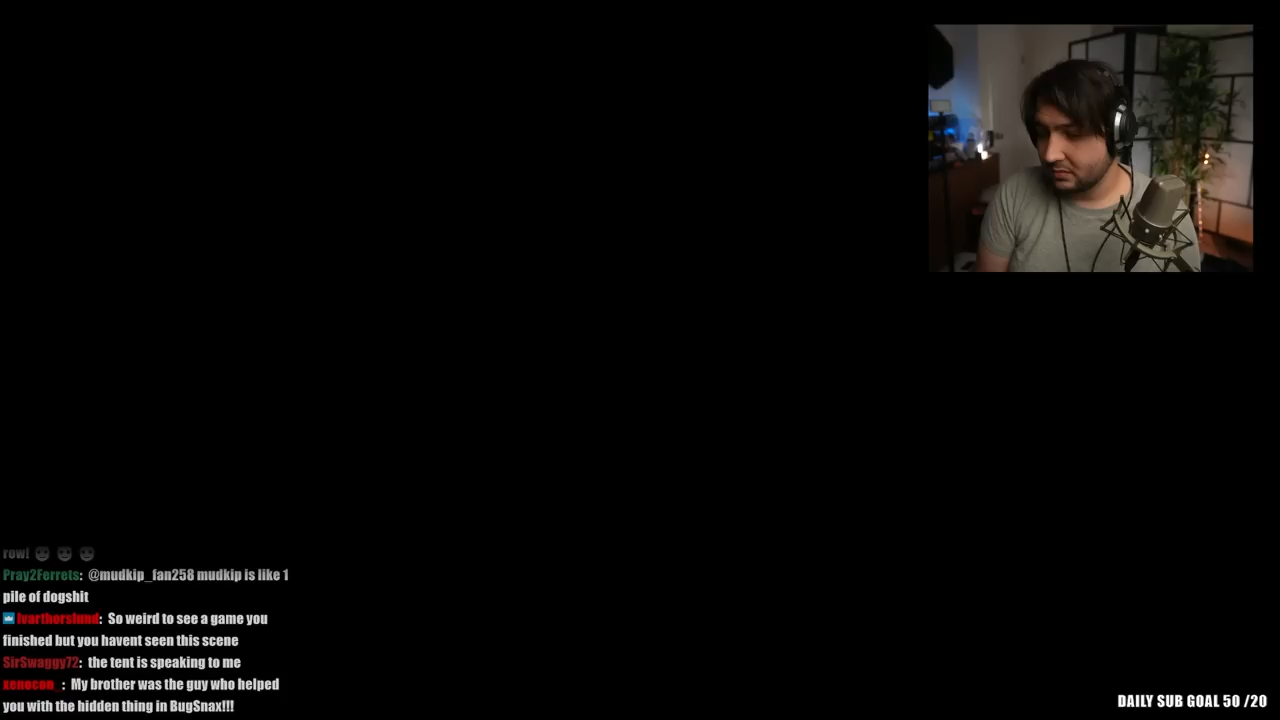 row!
Pray2Ferrets: @mudkip_fan258 mudkip is like 1
pile of dogshit
Ivarthorslund: So weird to see a game you
finished but you havent seen this scene
SirSwaggy72: the tent is speaking to me
xenocon_: My brother was the guy who helped
you with the hidden thing in BugSnax!!!
DAILY SUB GOAL 50 /20